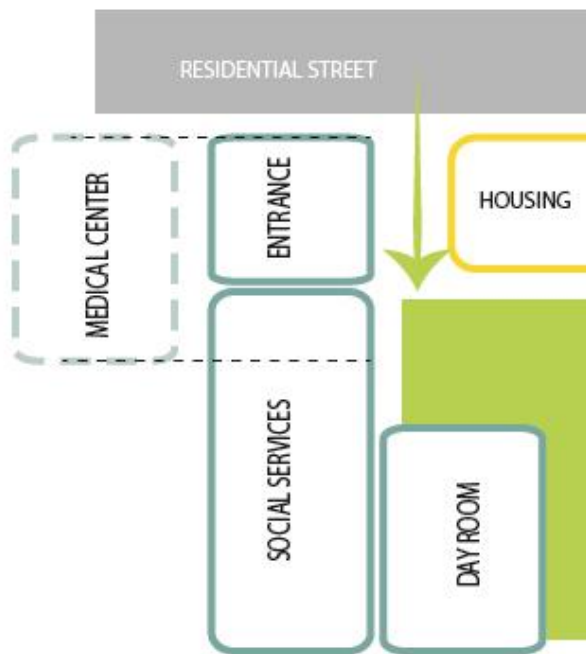 RESIDENTIAL STREET
MEDICAL CENTER
ENTRANCE
HOUSING
SOCIAL SERVICES
DAY ROOM